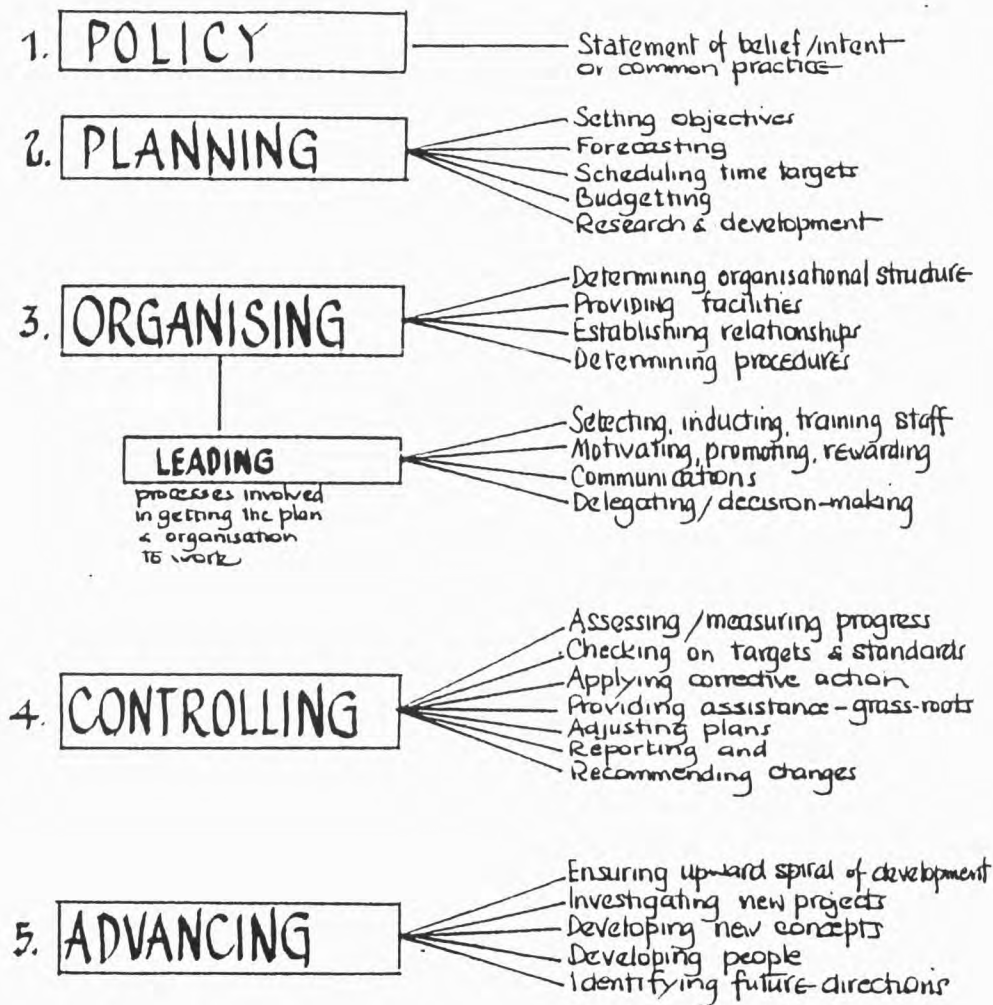 1. POLICY
Statement of belief/intent
or common practice
2. PLANNING
Setting objectives
Forecasting
Scheduling time targets
Budgetting
Research & development
3. ORGANISING
Determining organisational structure
Providing facilities
Establishing relationships
Determining procedures
LEADING
processes involved
in getting the plan
& organisation
to work
Selecting, inducting, training staff
Motivating, promoting, rewarding
Communications
Delegating/decision-making
4. CONTROLLING
Assessing/measuring progress
Checking on targets & standards
Applying corrective action
Providing assistance-grass-roots
Adjusting plans
Reporting and
Recommending changes
5. ADVANCING
Ensuring upward spiral of development
Investigating new projects
Developing new concepts
Developing people
Identifying future directions